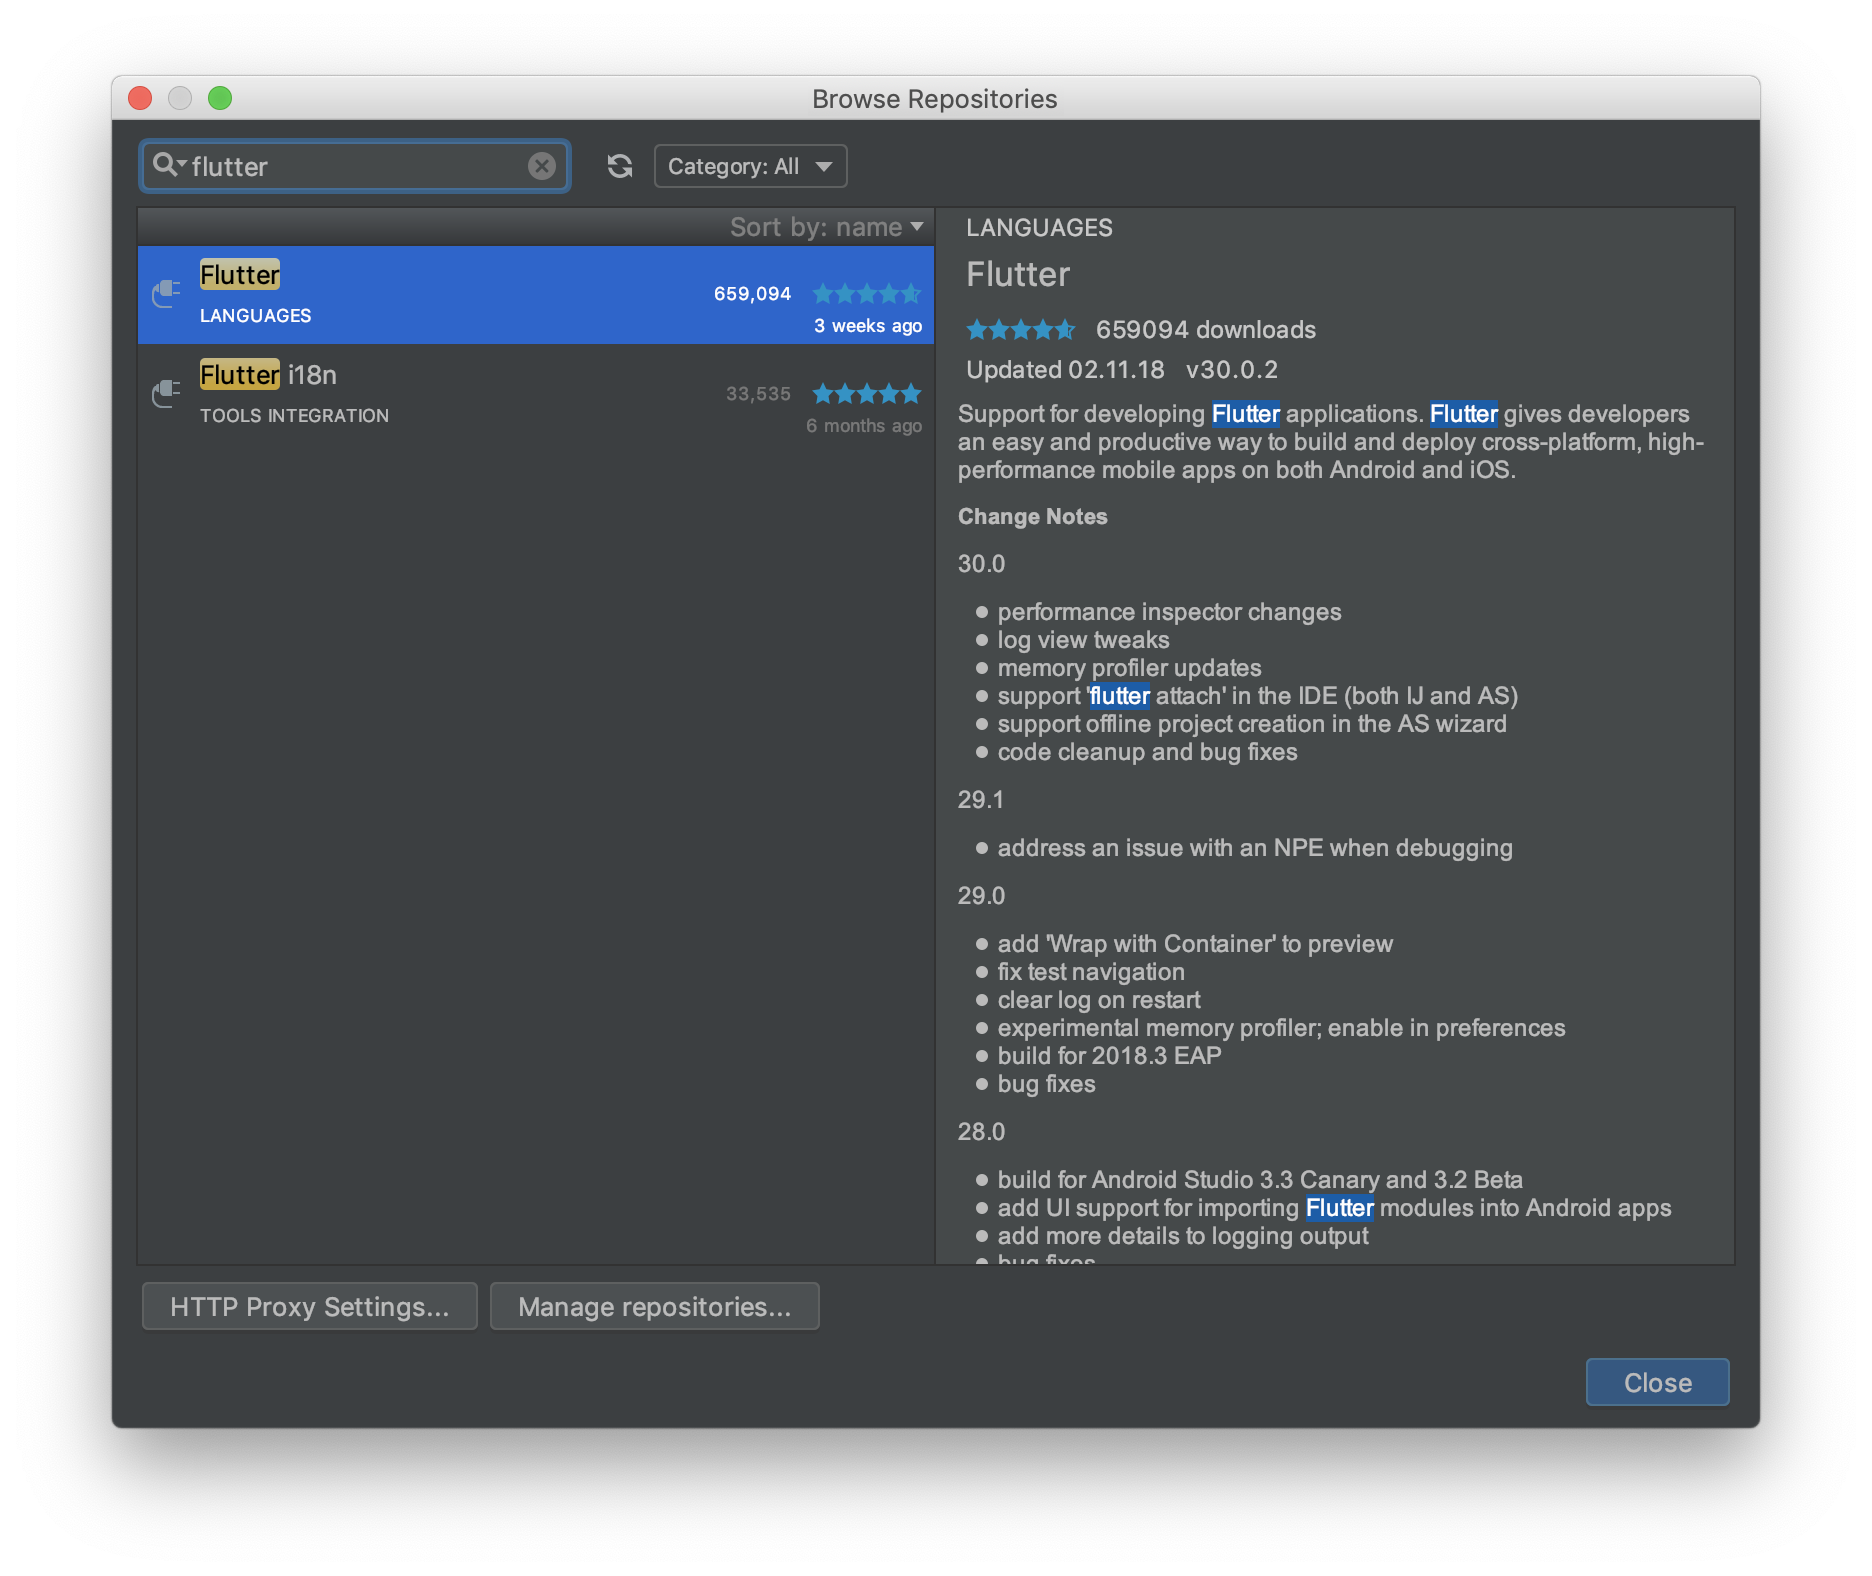 Browse Repositories
flutter
Category: All
Sort by: name
Flutter
LANGUAGES
659,094
3 weeks ago
Flutter i18n
TOOLS INTEGRATION
33,535
6 months ago
LANGUAGES
Flutter
659094 downloads
Updated 02.11.18 v30.0.2
Support for developing Flutter applications. Flutter gives developers
an easy and productive way to build and deploy cross-platform, high-
performance mobile apps on both Android and iOS.
Change Notes
30.0
● performance inspector changes
● log view tweaks
● memory profiler updates
● support 'flutter attach' in the IDE (both IJ and AS)
● support offline project creation in the AS wizard
● code cleanup and bug fixes
29.1
● address an issue with an NPE when debugging
29.0
● add 'Wrap with Container' to preview
● fix test navigation
● clear log on restart
● experimental memory profiler; enable in preferences
● build for 2018.3 EAP
● bug fixes
28.0
● build for Android Studio 3.3 Canary and 3.2 Beta
● add UI support for importing Flutter modules into Android apps
● add more details to logging output
● bug fixes
HTTP Proxy Settings...
Manage repositories...
Close